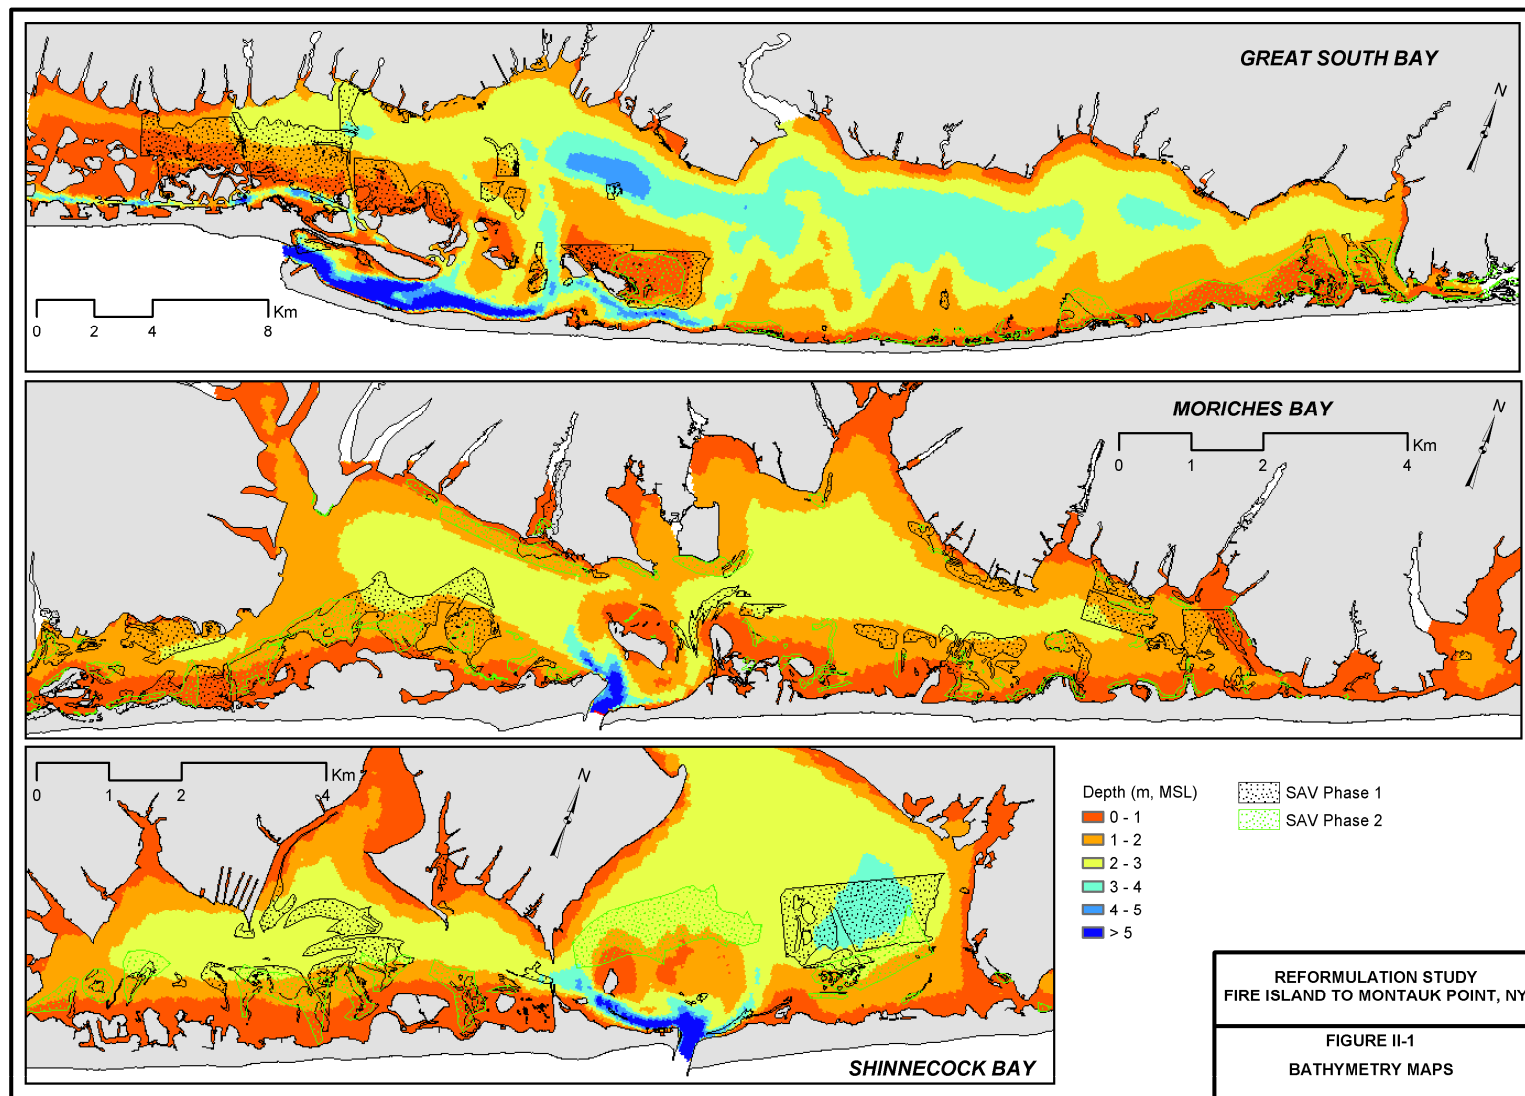 GREAT SOUTH BAY
N
0 2 4 8 Km
MORICHES BAY
N
0 1 2 4 Km
0 1 2 4 Km
N
SHINNECOCK BAY
Depth (m, MSL)
0 - 1
1 - 2
2 - 3
3 - 4
4 - 5
> 5
SAV Phase 1
SAV Phase 2
REFORMULATION STUDY
FIRE ISLAND TO MONTAUK POINT, NY
FIGURE II-1
BATHYMETRY MAPS